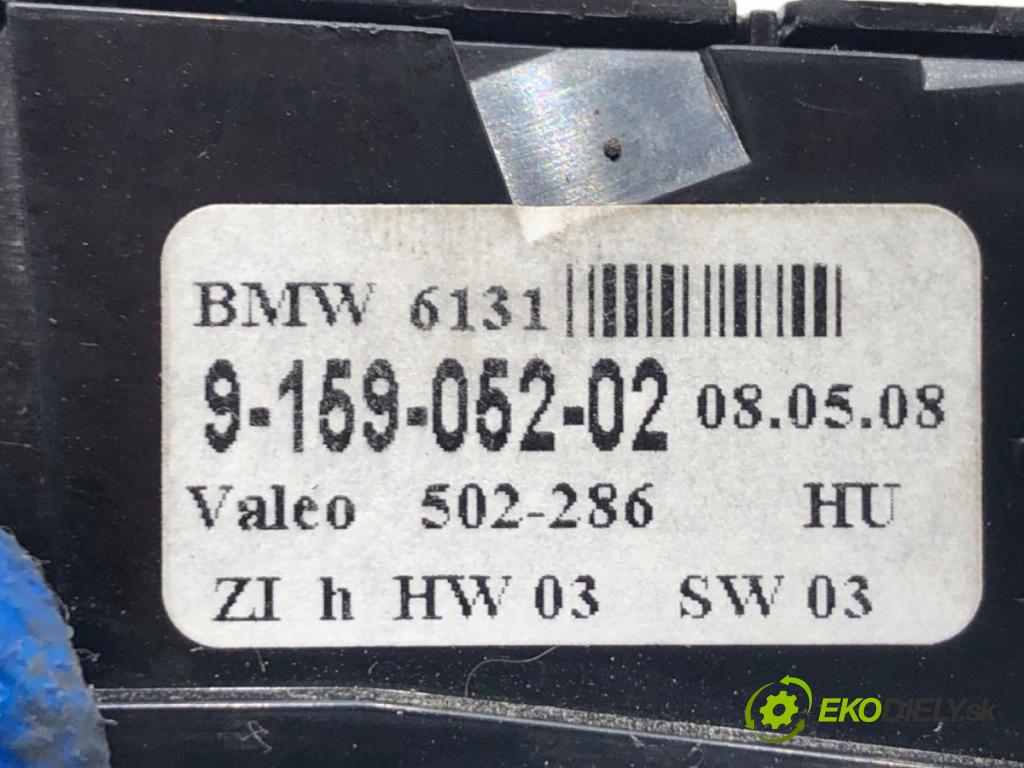 BMW 6131
9-159-052-02 08.05.08
Valeo 502-286 HU
ZI h HW 03 SW 03
EKODIELY.sk